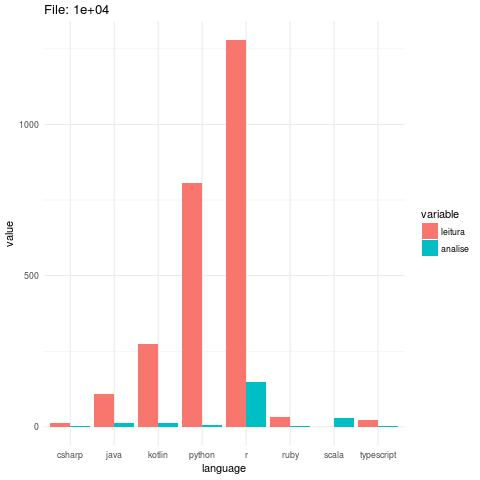 File: 1e+04
value
1000
500
0
csharp java kotlin python r ruby scala typescript
language
variable
leitura
analise